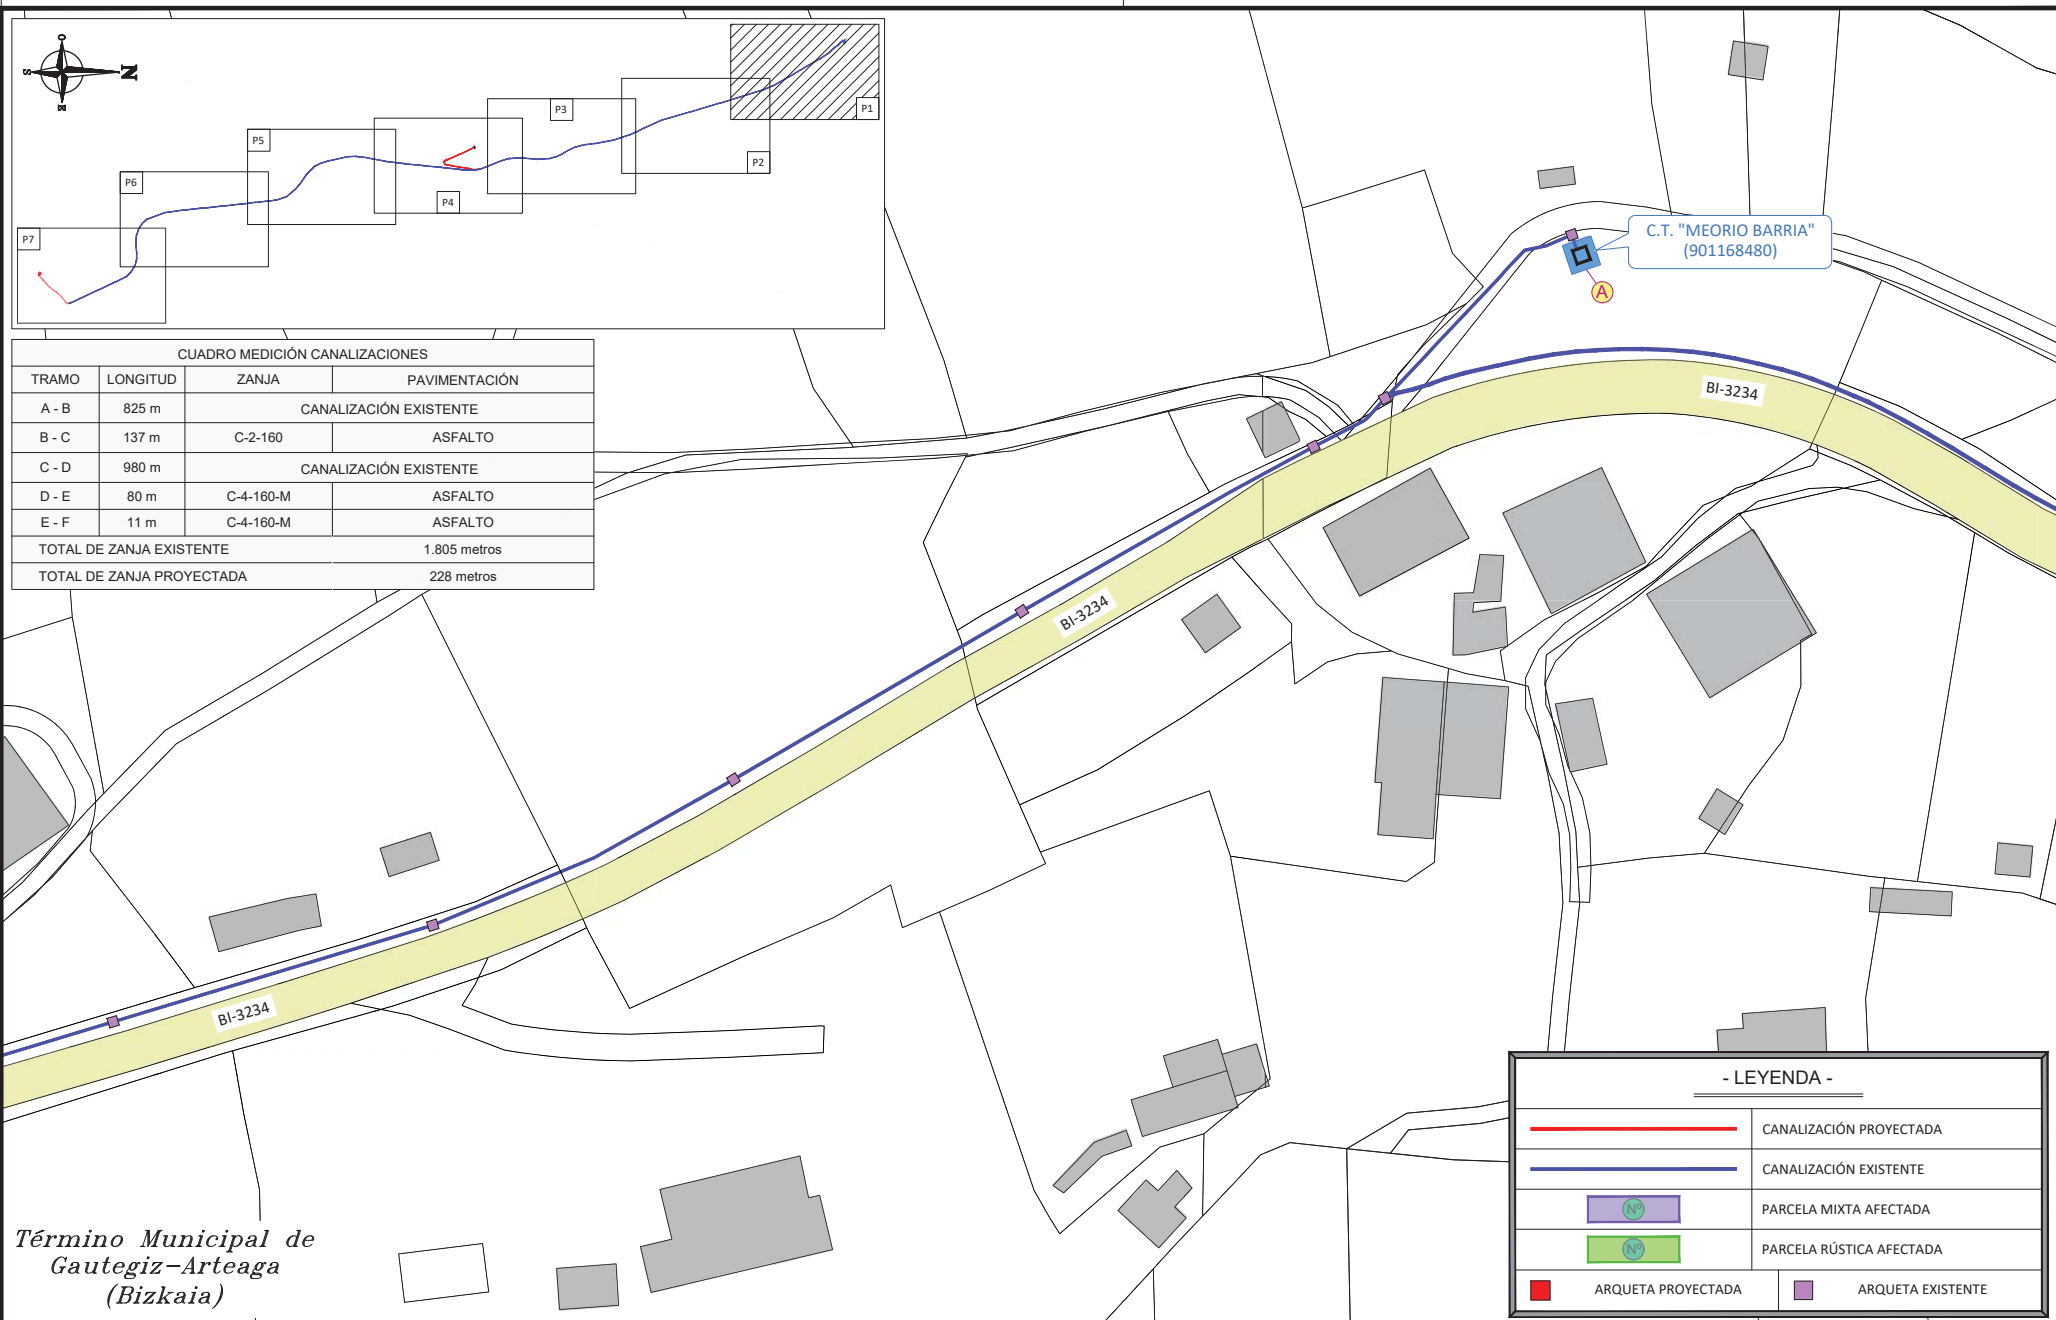 O
S
N
E
P1
P2
P3
P4
P5
P6
P7
CUADRO MEDICIÓN CANALIZACIONES
TRAMO LONGITUD ZANJA PAVIMENTACIÓN
A - B 825 m CANALIZACIÓN EXISTENTE
B - C 137 m C-2-160 ASFALTO
C - D 980 m CANALIZACIÓN EXISTENTE
D - E 80 m C-4-160-M ASFALTO
E - F 11 m C-4-160-M ASFALTO
TOTAL DE ZANJA EXISTENTE 1.805 metros
TOTAL DE ZANJA PROYECTADA 228 metros
C.T. "MEORIO BARRIA"
(901168480)
A
BI-3234
BI-3234
BI-3234
Término Municipal de
Gautegiz-Arteaga
(Bizkaia)
- LEYENDA -
CANALIZACIÓN PROYECTADA
CANALIZACIÓN EXISTENTE
Nº PARCELA MIXTA AFECTADA
Nº PARCELA RÚSTICA AFECTADA
ARQUETA PROYECTADA ARQUETA EXISTENTE